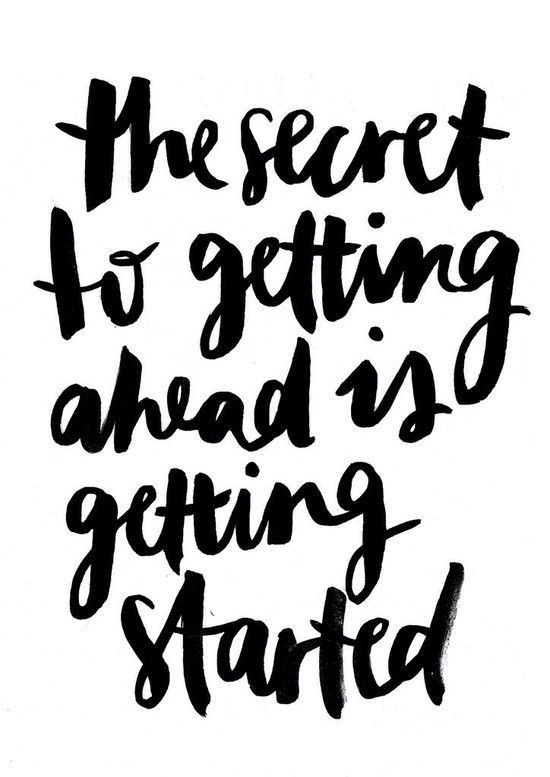 the secret
to getting
ahead is
getting
started